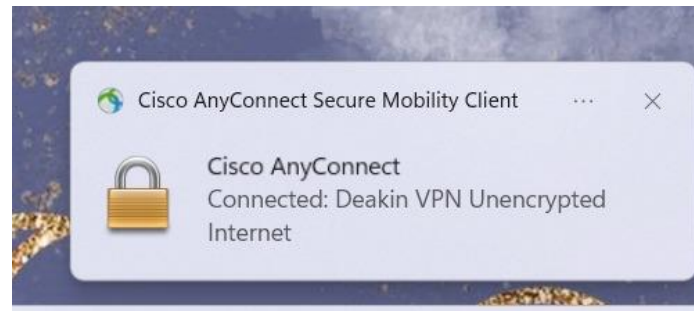 Cisco AnyConnect Secure Mobility Client
Cisco AnyConnect
Connected: Deakin VPN Unencrypted
Internet